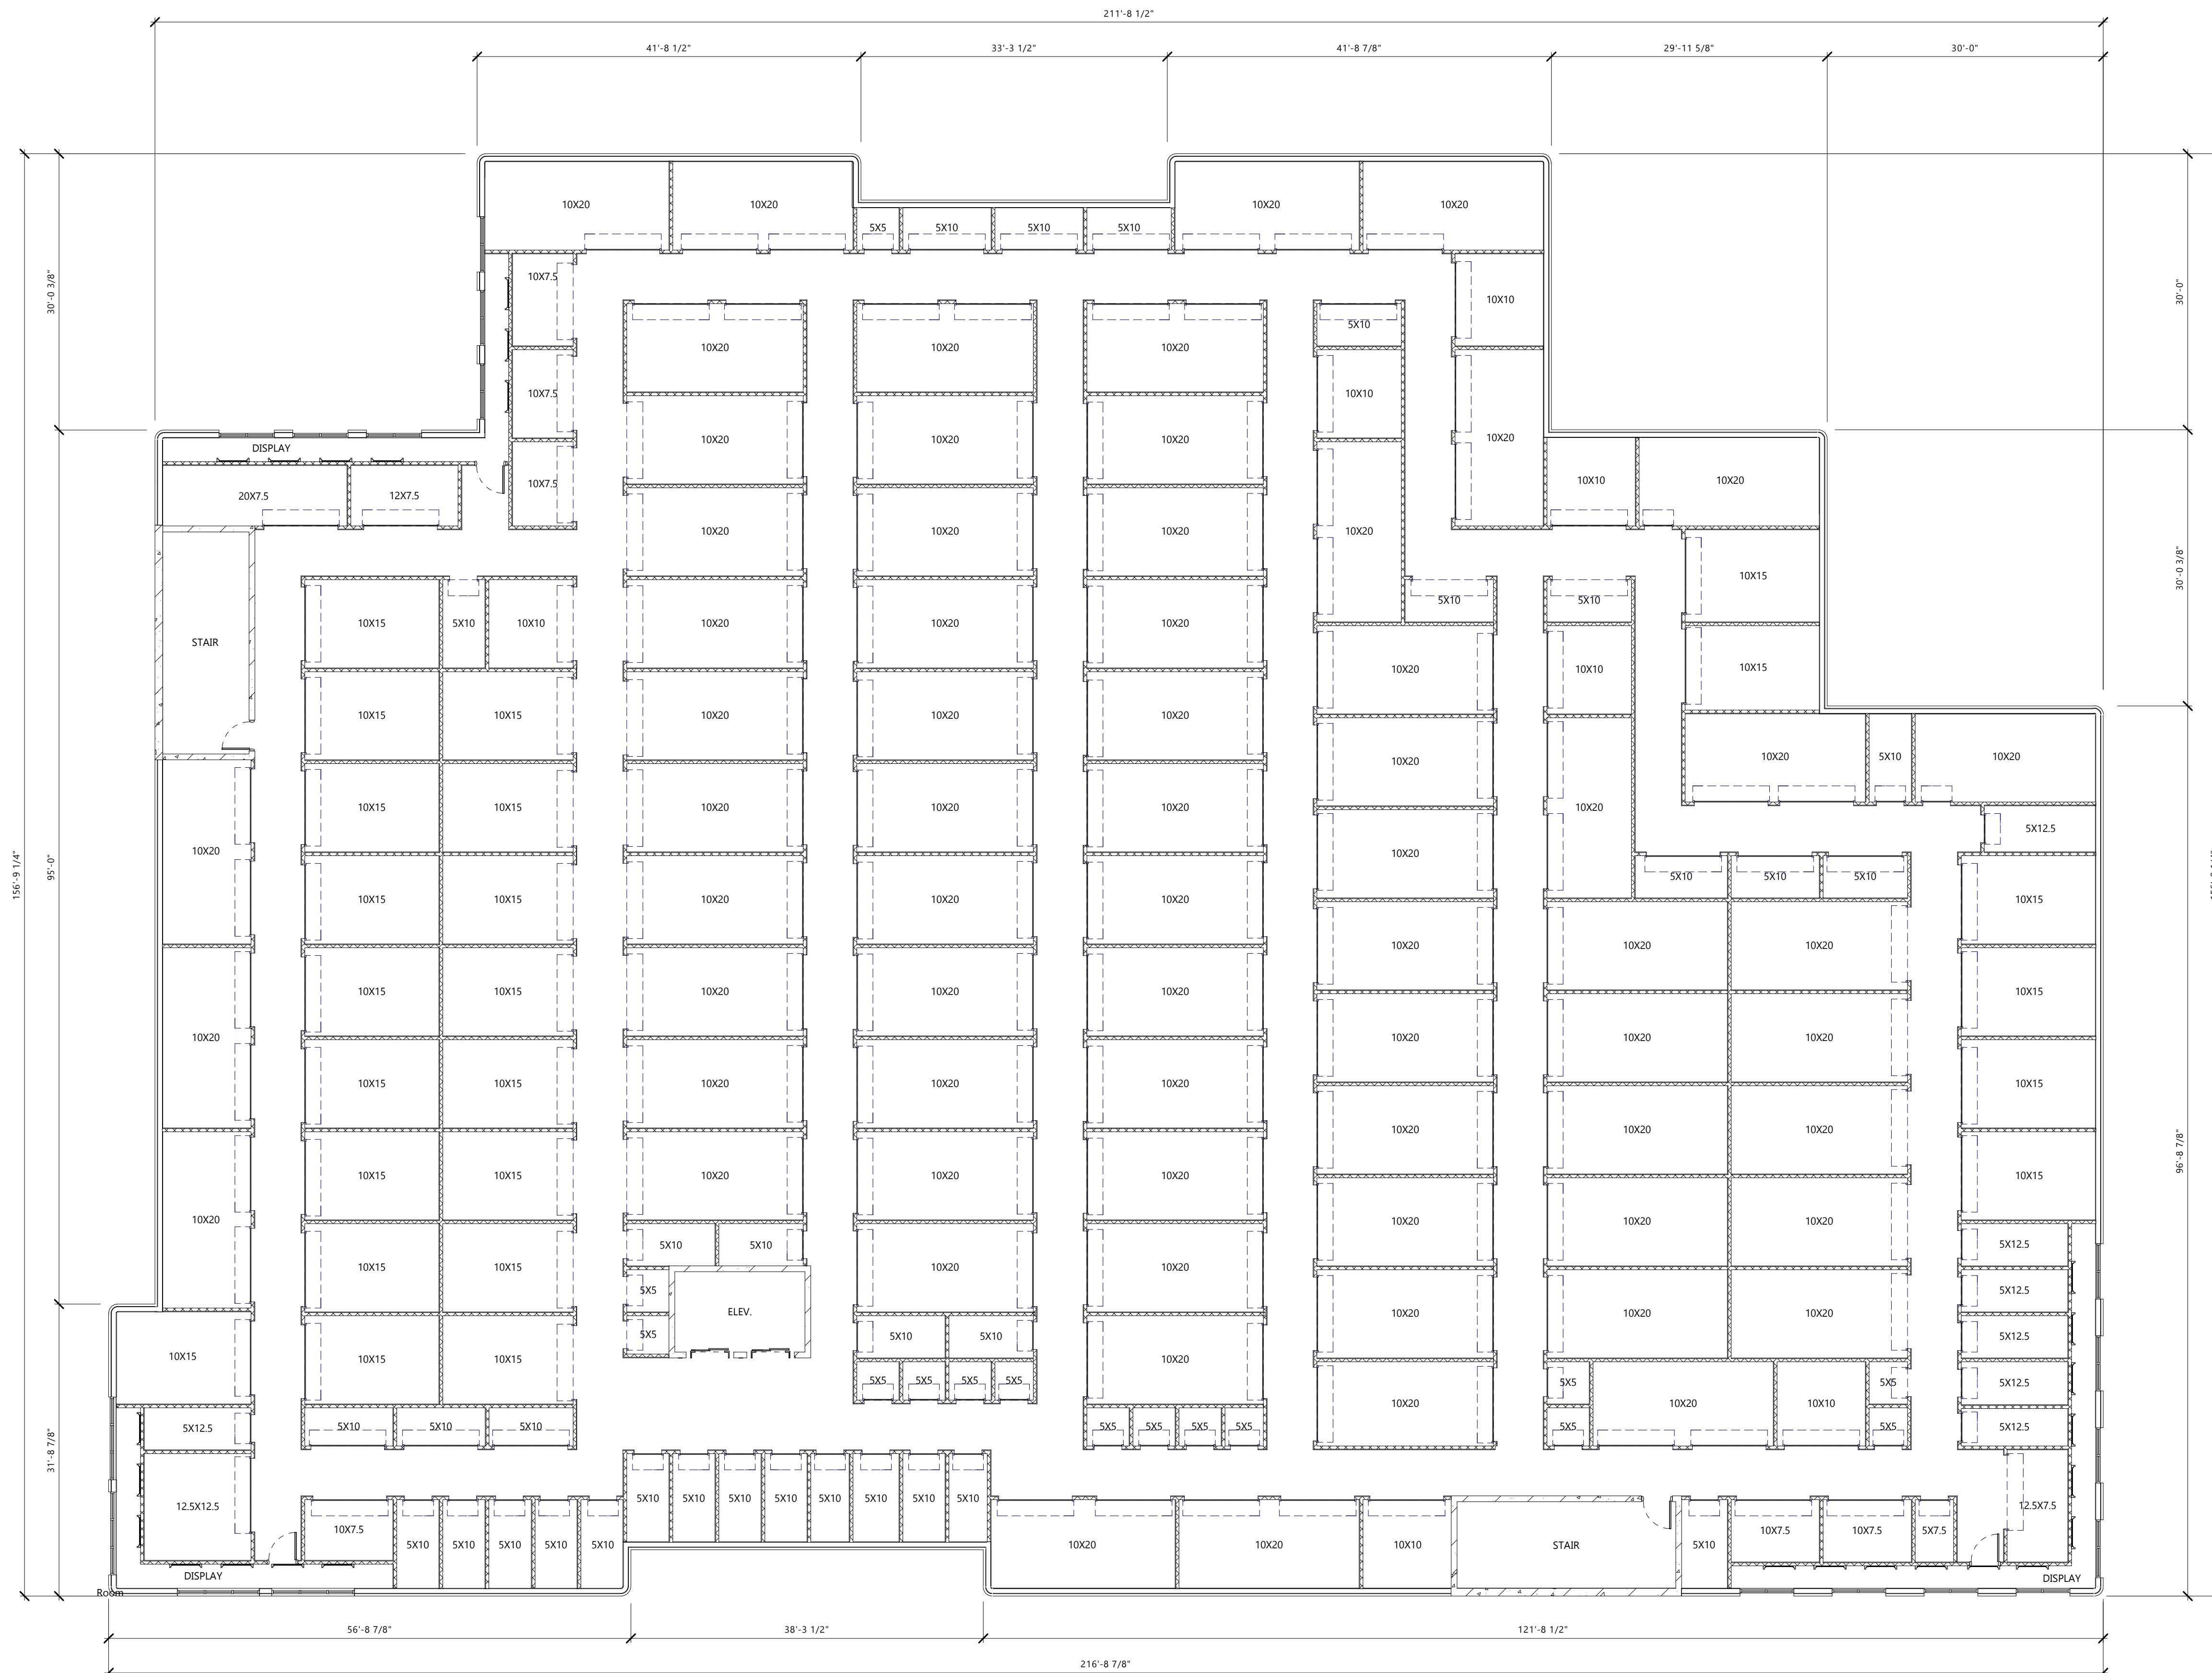 211'-8 1/2"
41'-8 1/2"
33'-3 1/2"
41'-8 7/8"
29'-11 5/8"
30'-0"
10X20
10X20
10X20
10X20
5X5
5X10
5X10
5X10
10X7.5
30'-0 3/8"
30'-0"
10X10
5X10
10X20
10X20
10X20
10X7.5
10X10
10X20
10X20
10X20
10X20
DISPLAY
10X7.5
10X10
10X20
20X7.5
12X7.5
10X20
10X20
10X20
10X20
10X15
30'-0 3/8"
5X10
5X10
10X15
5X10
10X10
10X20
10X20
10X20
STAIR
10X20
10X10
10X15
10X15
10X15
10X20
10X20
10X20
10X20
10X20
5X10
10X20
10X15
10X15
10X20
10X20
10X20
10X20
5X12.5
10X20
10X20
156'-9 1/4"
95'-0"
5X10
5X10
5X10
10X15
10X15
10X20
10X20
10X20
10X15
10X20
10X20
10X20
10X15
10X15
10X20
10X20
10X20
10X15
10X20
10X20
10X20
10X20
10X15
10X15
10X20
10X20
10X20
10X15
10X20
10X20
10X20
96'-8 7/8"
10X15
10X15
10X20
10X20
10X20
10X15
10X20
10X20
10X20
10X20
5X10
5X10
5X12.5
10X15
10X15
10X20
10X20
5X5
5X12.5
ELEV.
10X20
10X20
10X20
5X5
5X10
5X10
5X12.5
10X15
10X15
10X15
10X20
5X5
5X5
5X5
5X5
5X5
5X5
5X12.5
10X20
10X20
10X10
5X12.5
5X10
5X10
5X10
5X5
5X5
5X5
5X5
5X5
5X5
5X12.5
31'-8 7/8"
12.5X12.5
5X10
5X10
5X10
5X10
5X10
5X10
5X10
5X10
12.5X7.5
10X7.5
10X7.5
10X7.5
5X7.5
5X10
5X10
5X10
5X10
5X10
10X20
10X20
10X10
STAIR
5X10
DISPLAY
DISPLAY
Room
56'-8 7/8"
38'-3 1/2"
121'-8 1/2"
216'-8 7/8"